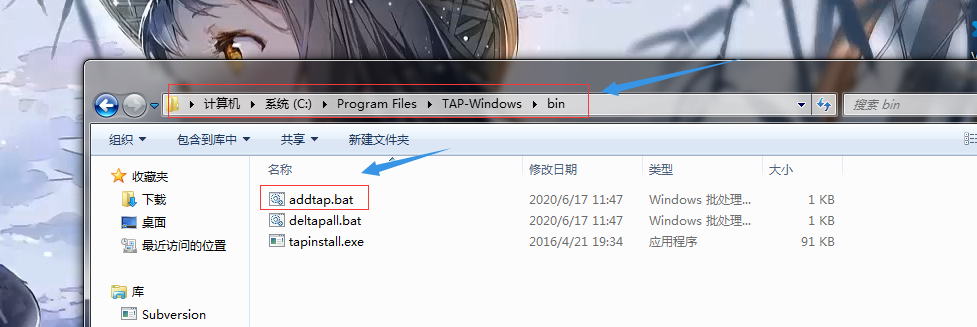 计算机 系统 (C:) Program Files TAP-Windows bin
搜索 bin
组织 包含到库中 共享 新建文件夹
名称 修改日期 类型 大小
收藏夹
下载
桌面
最近访问的位置
库
Subversion
addtap.bat 2020/6/17 11:47 Windows 批处理... 1 KB
deltapall.bat 2020/6/17 11:47 Windows 批处理... 1 KB
tapinstall.exe 2016/4/21 19:34 应用程序 91 KB